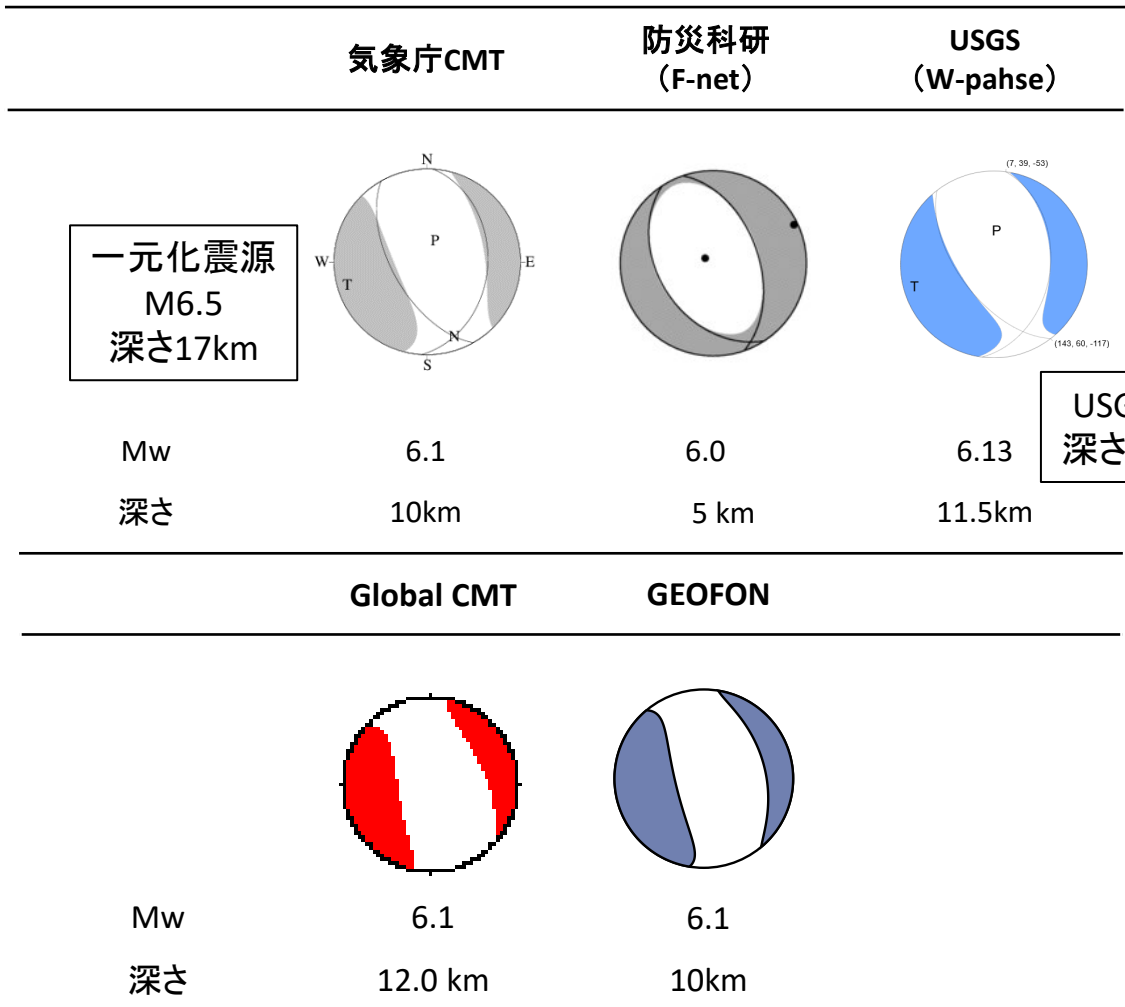 気象庁CMT
防災科研
（F-net）
USGS
（W-pahse）
一元化震源
M6.5
深さ17km
N
W
E
S
P
T
N
(7, 39, -53)
P
T
(143, 60, -117)
USG
深さ
Mw 6.1 6.0 6.13
深さ 10km 5 km 11.5km
Global CMT GEOFON
Mw 6.1 6.1
深さ 12.0 km 10km